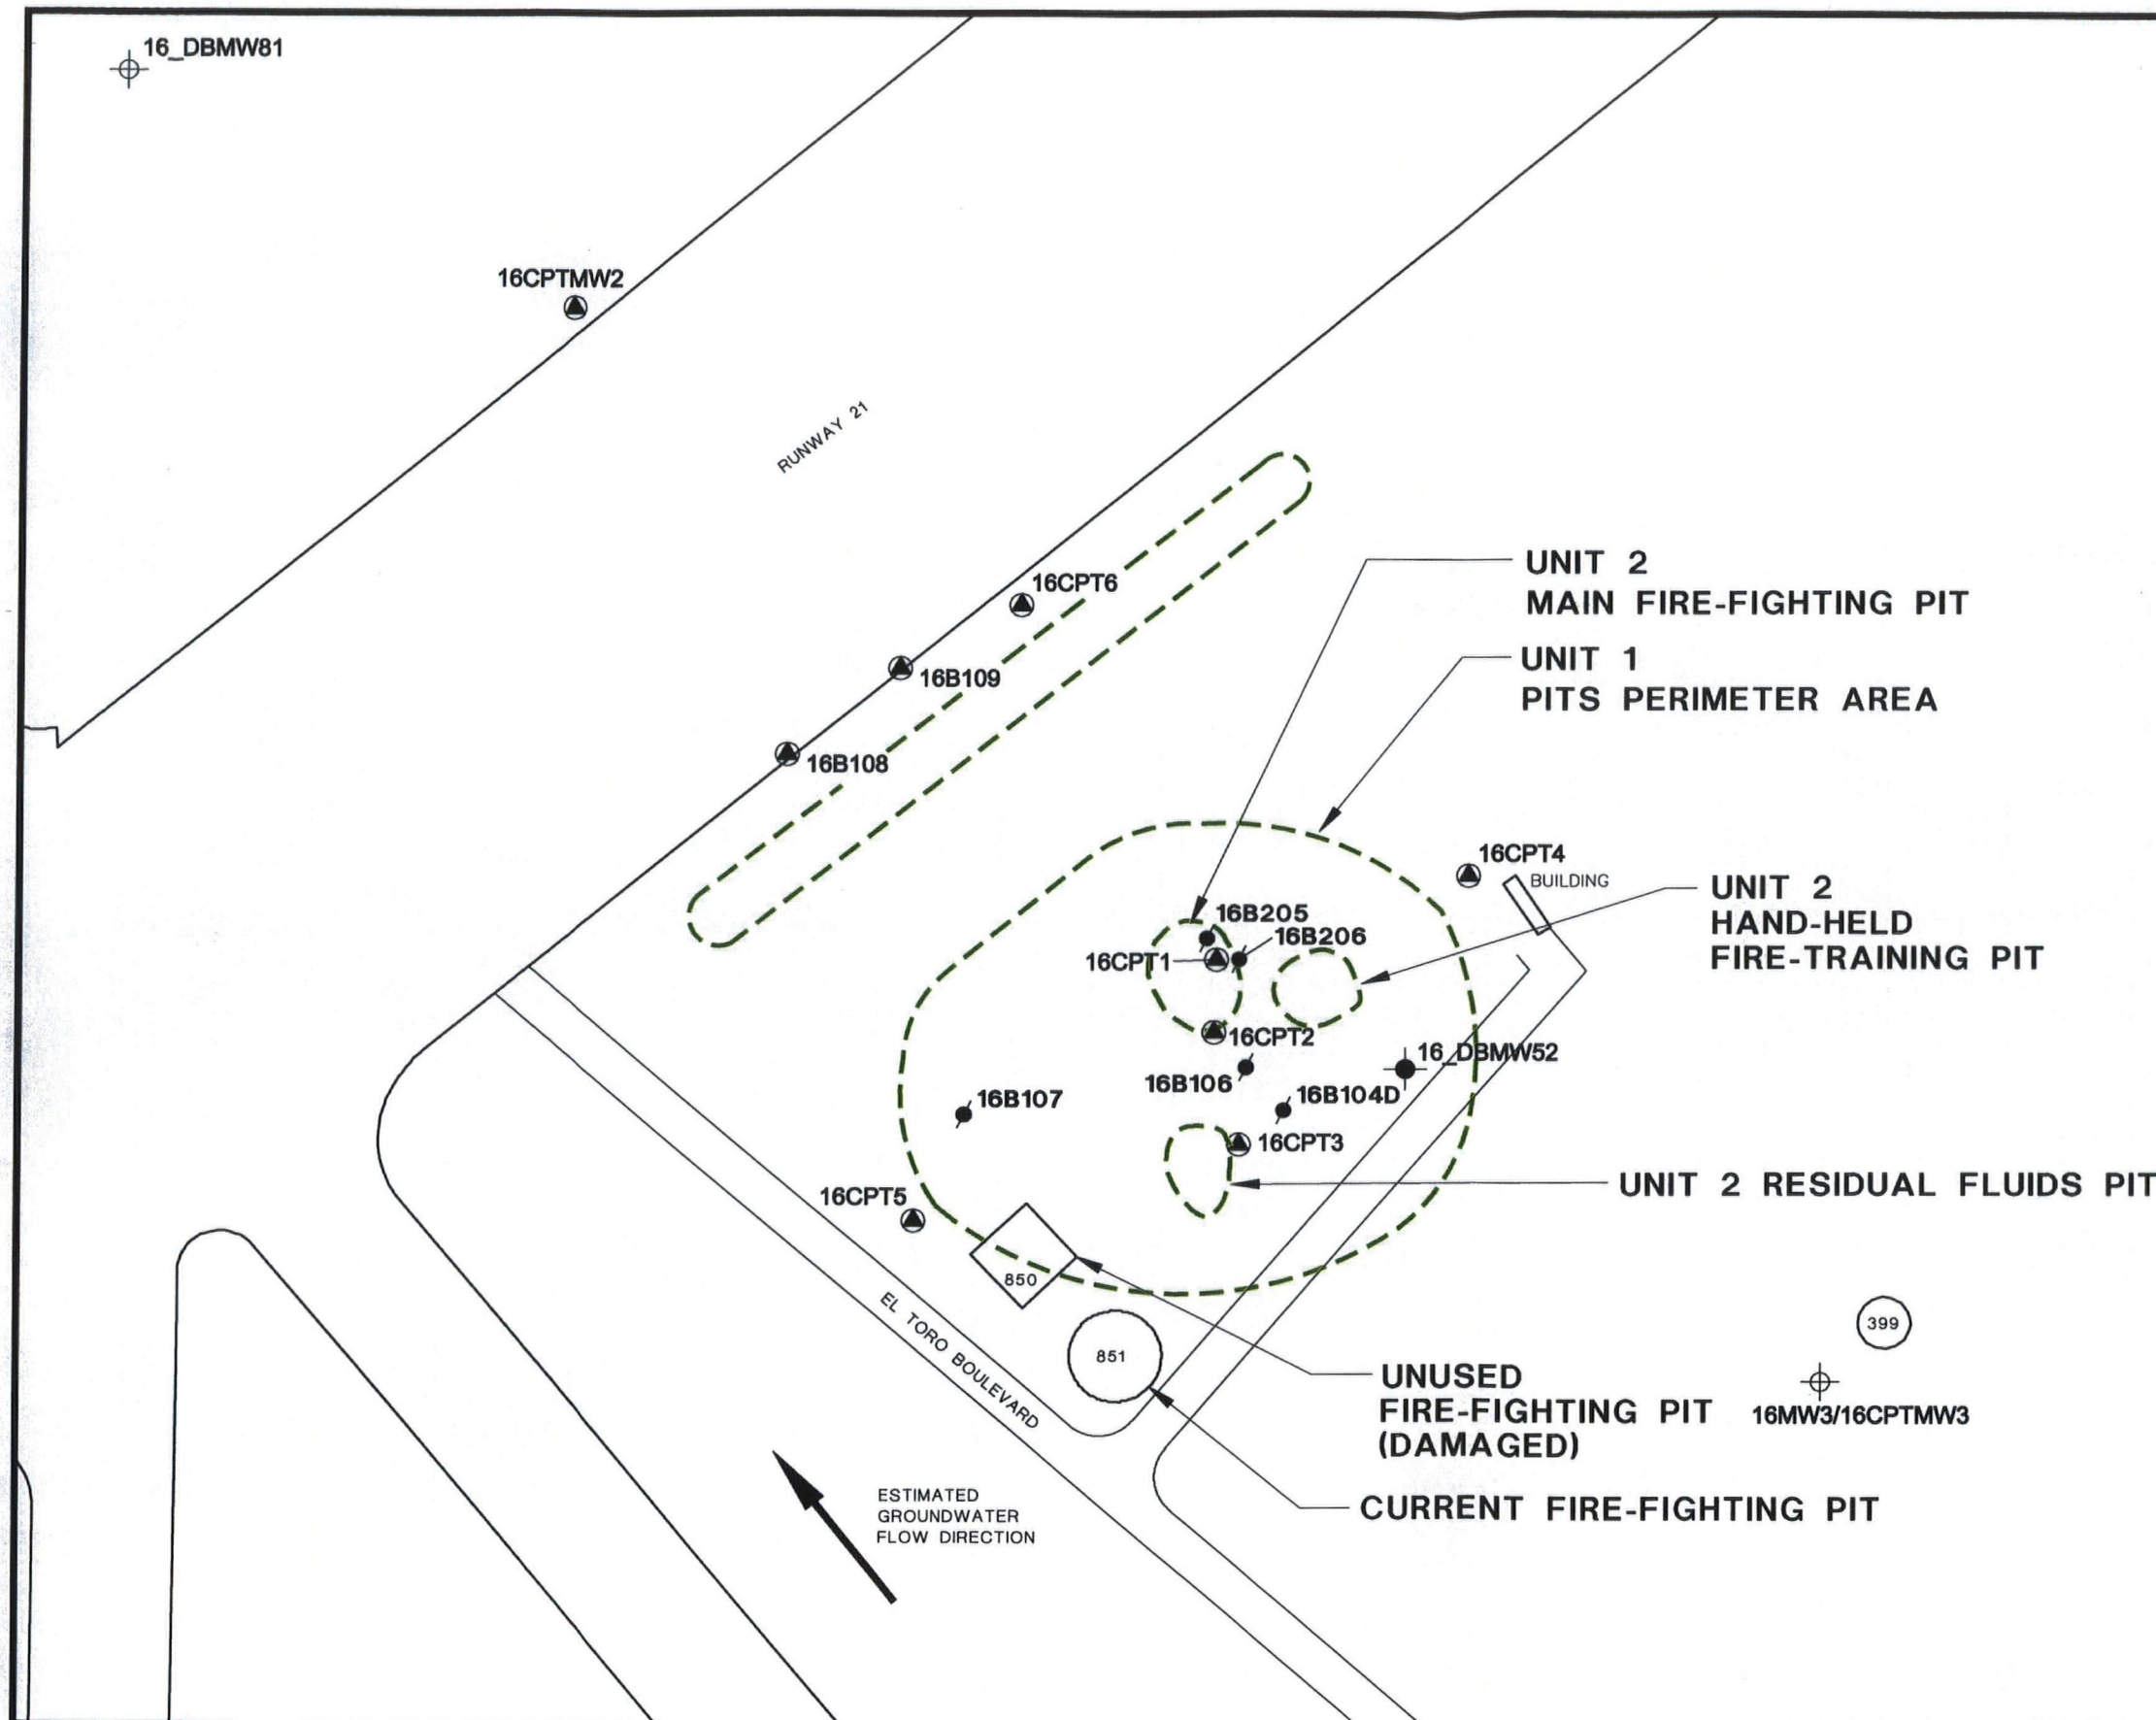 16_DBMW81
16CPTMW2
RUNWAY 21
16CPT6
16B109
16B108
UNIT 2
MAIN FIRE-FIGHTING PIT
UNIT 1
PITS PERIMETER AREA
16CPT4
BUILDING
UNIT 2
HAND-HELD
FIRE-TRAINING PIT
16B205
16B206
16CPT1
16CPT2
16_DBMW52
16B106
16B104D
16B107
16CPT3
UNIT 2 RESIDUAL FLUIDS PIT
16CPT5
850
EL TORO BOULEVARD
851
399
UNUSED
FIRE-FIGHTING PIT
(DAMAGED)
16MW3/16CPTMW3
CURRENT FIRE-FIGHTING PIT
ESTIMATED
GROUNDWATER
FLOW DIRECTION